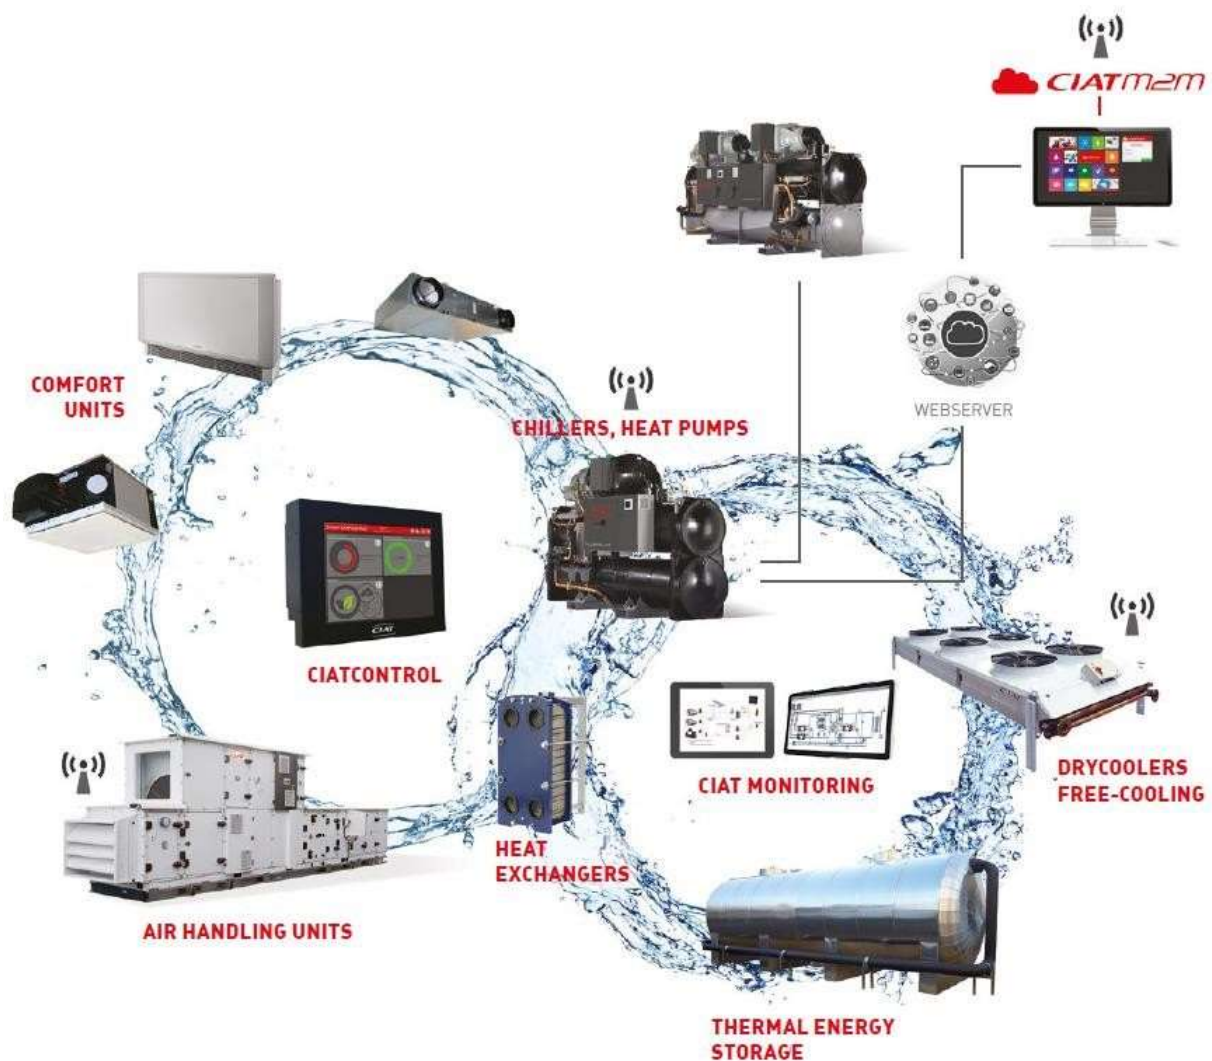 CIATM2M
WEBSERVER
COMFORT
UNITS
CHILLERS, HEAT PUMPS
CIAT
CIATCONTROL
CIAT MONITORING
DRYCOOLERS
FREE-COOLING
HEAT
EXCHANGERS
AIR HANDLING UNITS
THERMAL ENERGY
STORAGE